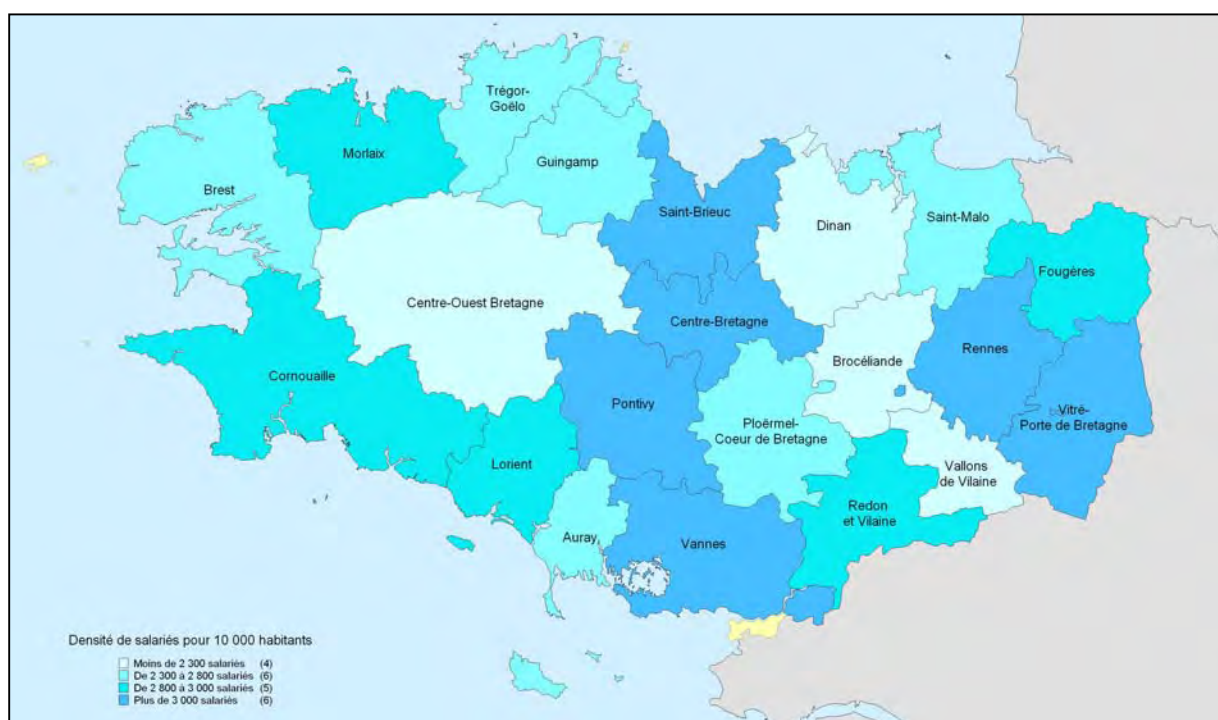 Trégor-
Goëlo
Morlaix
Guingamp
Brest
Saint-Brieuc
Saint-Malo
Dinan
Fougères
Centre-Ouest Bretagne
Centre-Bretagne
Rennes
Brocéliande
Cornouaille
Pontivy
Vitré-
Porte de Bretagne
Ploërmel-
Coeur de Bretagne
Lorient
Vallons
de Vilaine
Redon
et Vilaine
Auray
Vannes
Densité de salariés pour 10 000 habitants
Moins de 2 300 salariés (4)
De 2 300 à 2 800 salariés (6)
De 2 800 à 3 000 salariés (5)
Plus de 3 000 salariés (6)